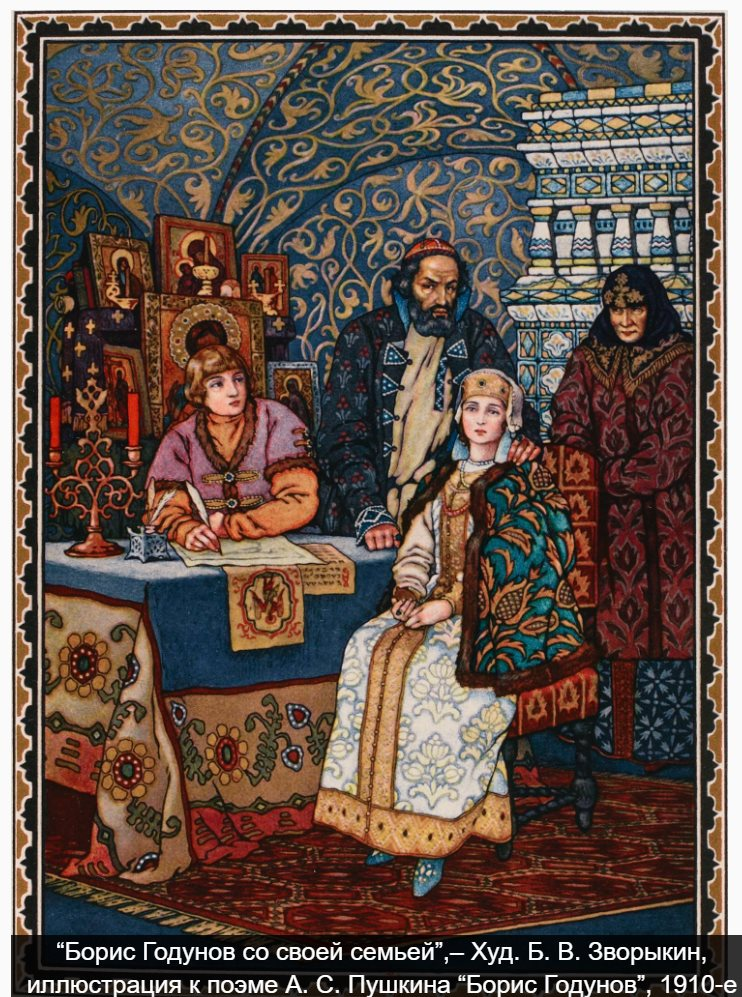 “Борис Годунов со своей семьей”,– Худ. Б. В. Зворыкин,
иллюстрация к поэме А. С. Пушкина “Борис Годунов”, 1910-е